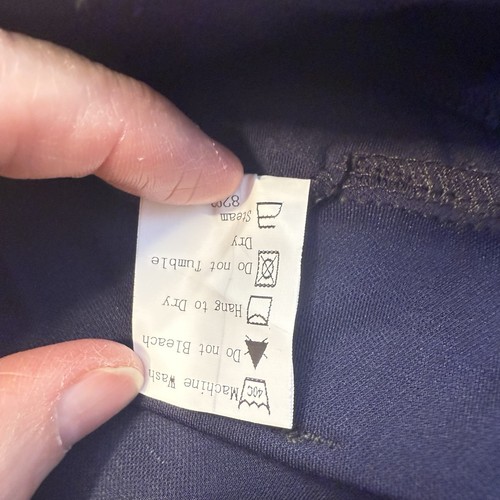 40C Machine Wash
Do not Bleach
Hang to Dry
Do not Tumble
Dry
Steam